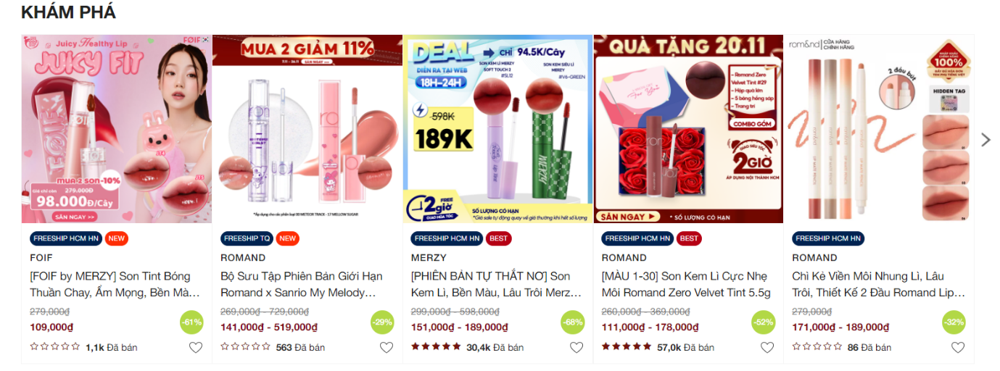 KHÁM PHÁ
Juicy Healthy Lip
FOIF
JUICY FIT
mua 2 son -10%
Giá chỉ còn 279.000Đ
98.000Đ/Cây
SĂN NGAY >>
FREESHIP HCM HN NEW
FOIF
[FOIF by MERZY] Son Tint Bóng
Thuần Chay, Ẩm Mọng, Bền Mà...
279,000₫
109,000₫
-61%
1,1k Đã bán
MUA 2 GIẢM 11%
SĂN NGAY
*Áp dụng cho các phân loại 00 METEOR TRACK - 17 MELLOW SUGAR
FREESHIP TQ NEW
ROMAND
Bộ Sưu Tập Phiên Bản Giới Hạn
Romand x Sanrio My Melody...
269,000₫ - 729,000₫
141,000₫ - 519,000₫
-29%
563 Đã bán
DEAL
CHỈ 94.5K/Cây
DIỄN RA TẠI WEB
18H-24H
SON KEM LÌ MERZY
SOFT TOUCH 2
#SL12
SON KEM SIÊU LÌ
MERZY
#V6-GREEN
598K
189K
MERZY
2giờ
FREE
GIAO HỎA TỐC
SỐ LƯỢNG CÓ HẠN
*Giá sale tự động quay về giá thường khi hết số lượng
FREESHIP HCM HN BEST
MERZY
[PHIÊN BẢN TỰ THẮT NƠ] Son
Kem Lì, Bền Màu, Lâu Trôi Merz...
299,000₫ - 598,000₫
151,000₫ - 189,000₫
-68%
30,4k Đã bán
QUÀ TẶNG 20.11
For You
- Romand Zero
Velvet Tint #29
- Hộp quà kim
- 5 bông hồng sáp
- Trang trí
COMBO GỒM
GIAO SIÊU TỐC
2GIỜ
ÁP DỤNG NỘI THÀNH HCM
SĂN NGAY
* SỐ LƯỢNG CÓ HẠN
FREESHIP HCM HN BEST
ROMAND
[MÀU 1-30] Son Kem Lì Cực Nhẹ
Môi Romand Zero Velvet Tint 5.5g
260,000₫ - 369,000₫
111,000₫ - 178,000₫
-52%
57,0k Đã bán
rom&nd CỬA HÀNG
CHÍNH HÃNG
2 đầu bút
NHẬP KHẨU
CHÍNH HÃNG
100%
HIDDEN TAG
FREESHIP HCM HN
ROMAND
Chì Kẻ Viền Môi Nhung Lì, Lâu
Trôi, Thiết Kế 2 Đầu Romand Lip...
279,000₫
171,000₫ - 189,000₫
-32%
86 Đã bán